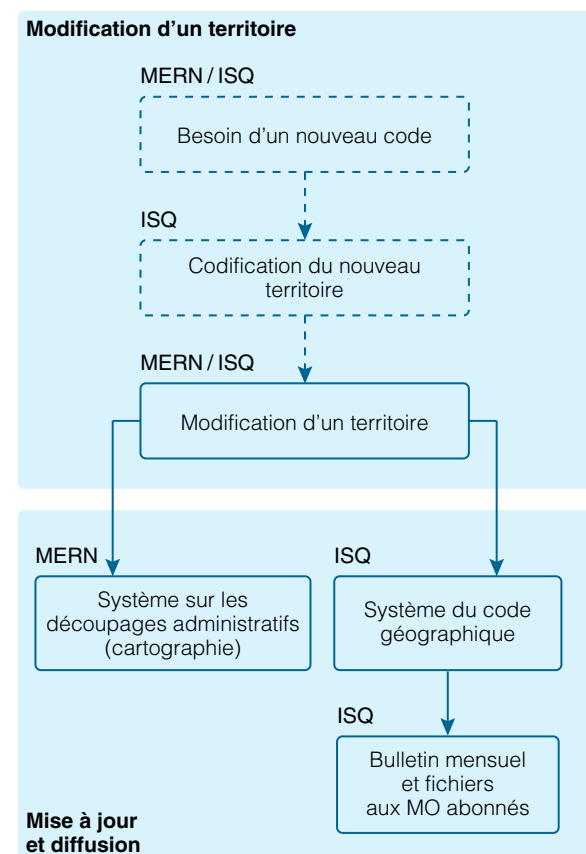 Modification d'un territoire
MERN / ISQ
Besoin d'un nouveau code
ISQ
Codification du nouveau
territoire
MERN / ISQ
Modification d'un territoire
MERN
Système sur les
découpages administratifs
(cartographie)
ISQ
Système du code
géographique
ISQ
Bulletin mensuel
et fichiers
aux MO abonnés
Mise à jour
et diffusion